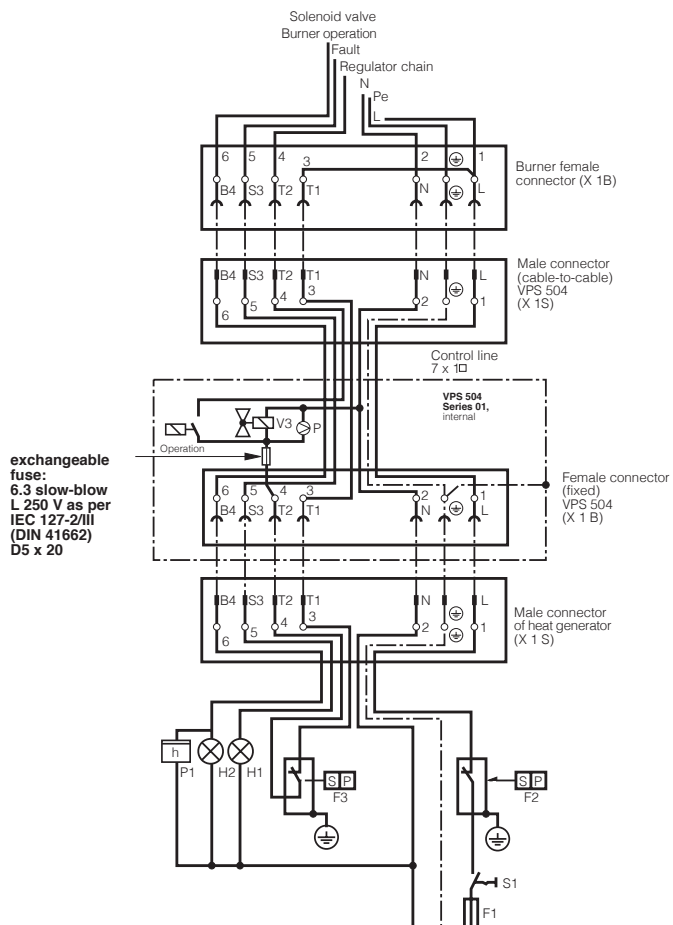 Solenoid valve
Burner operation
Fault
Regulator chain
N
Pe
L
6 5 4 3 2 1
B4 S3 T2 T1 N L
Burner female
connector (X 1B)
B4 S3 T2 T1 N L
6 5 4 3 2 1
Male connector
(cable-to-cable)
VPS 504
(X 1S)
Control line
7 x 1□
VPS 504
Series 01,
internal
V3
P
Operation
exchangeable
fuse:
6.3 slow-blow
L 250 V as per
IEC 127-2/III
(DIN 41662)
D5 x 20
6 5 4 3 2 1
B4 S3 T2 T1 N L
Female connector
(fixed)
VPS 504
(X 1 B)
B4 S3 T2 T1 N L
6 5 4 3 2 1
Male connector
of heat generator
(X 1 S)
h
P1
H2
H1
S P
F3
S P
F2
S1
F1